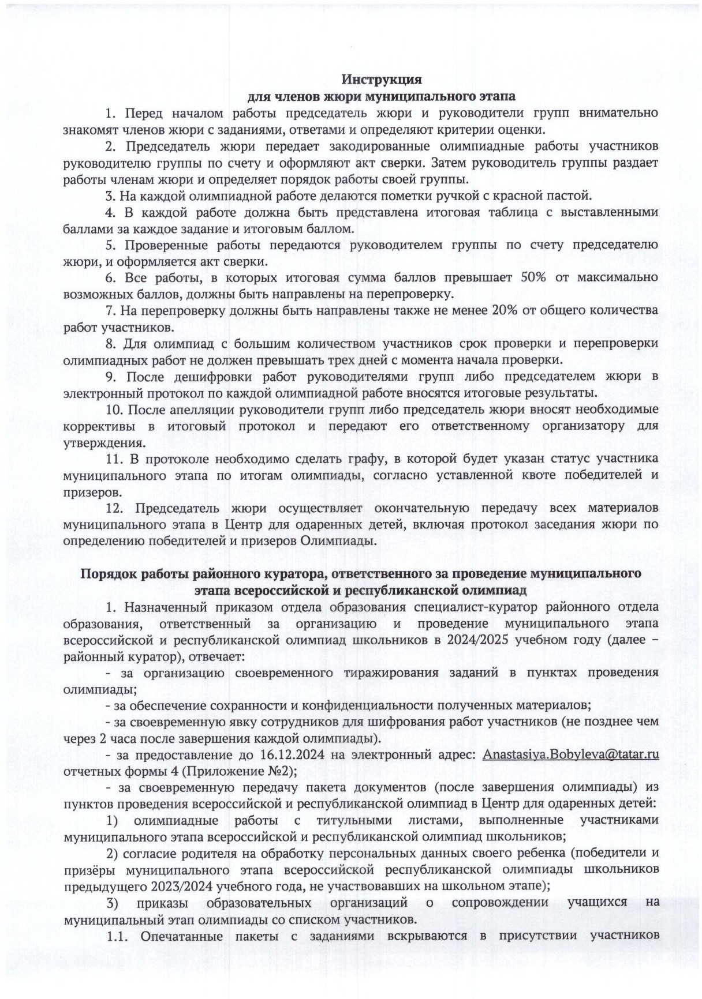 Инструкция
для членов жюри муниципального этапа
1. Перед началом работы председатель жюри и руководители групп внимательно
знакомят членов жюри с заданиями, ответами и определяют критерии оценки.
2. Председатель жюри передает закодированные олимпиадные работы участников
руководителю группы по счету и оформляют акт сверки. Затем руководитель группы раздает
работы членам жюри и определяет порядок работы своей группы.
3. На каждой олимпиадной работе делаются пометки ручкой с красной пастой.
4. В каждой работе должна быть представлена итоговая таблица с выставленными
баллами за каждое задание и итоговым баллом.
5. Проверенные работы передаются руководителем группы по счету председателю
жюри, и оформляется акт сверки.
6. Все работы, в которых итоговая сумма баллов превышает 50% от максимально
возможных баллов, должны быть направлены на перепроверку.
7. На перепроверку должны быть направлены также не менее 20% от общего количества
работ участников.
8. Для олимпиад с большим количеством участников срок проверки и перепроверки
олимпиадных работ не должен превышать трех дней с момента начала проверки.
9. После дешифровки работ руководителями групп либо председателем жюри в
электронный протокол по каждой олимпиадной работе вносятся итоговые результаты.
10. После апелляции руководители групп либо председатель жюри вносят необходимые
коррективы в итоговый протокол и передают его ответственному организатору для
утверждения.
11. В протоколе необходимо сделать графу, в которой будет указан статус участника
муниципального этапа по итогам олимпиады, согласно уставленной квоте победителей и
призеров.
12. Председатель жюри осуществляет окончательную передачу всех материалов
муниципального этапа в Центр для одаренных детей, включая протокол заседания жюри по
определению победителей и призеров Олимпиады.
Порядок работы районного куратора, ответственного за проведение муниципального
этапа всероссийской и республиканской олимпиад
1. Назначенный приказом отдела образования специалист-куратор районного отдела
образования, ответственный за организацию и проведение муниципального этапа
всероссийской и республиканской олимпиад школьников в 2024/2025 учебном году (далее –
районный куратор), отвечает:
- за организацию своевременного тиражирования заданий в пунктах проведения
олимпиады;
- за обеспечение сохранности и конфиденциальности полученных материалов;
- за своевременную явку сотрудников для шифрования работ участников (не позднее чем
через 2 часа после завершения каждой олимпиады).
- за предоставление до 16.12.2024 на электронный адрес: Anastasiya.Bobyleva@tatar.ru
отчетных формы 4 (Приложение №2);
- за своевременную передачу пакета документов (после завершения олимпиады) из
пунктов проведения всероссийской и республиканской олимпиад в Центр для одаренных детей:
1) олимпиадные работы с титульными листами, выполненные участниками
муниципального этапа всероссийской и республиканской олимпиад школьников;
2) согласие родителя на обработку персональных данных своего ребенка (победители и
призёры муниципального этапа всероссийской республиканской олимпиады школьников
предыдущего 2023/2024 учебного года, не участвовавших на школьном этапе);
3) приказы образовательных организаций о сопровождении учащихся на
муниципальный этап олимпиады со списком участников.
1.1. Опечатанные пакеты с заданиями вскрываются в присутствии участников